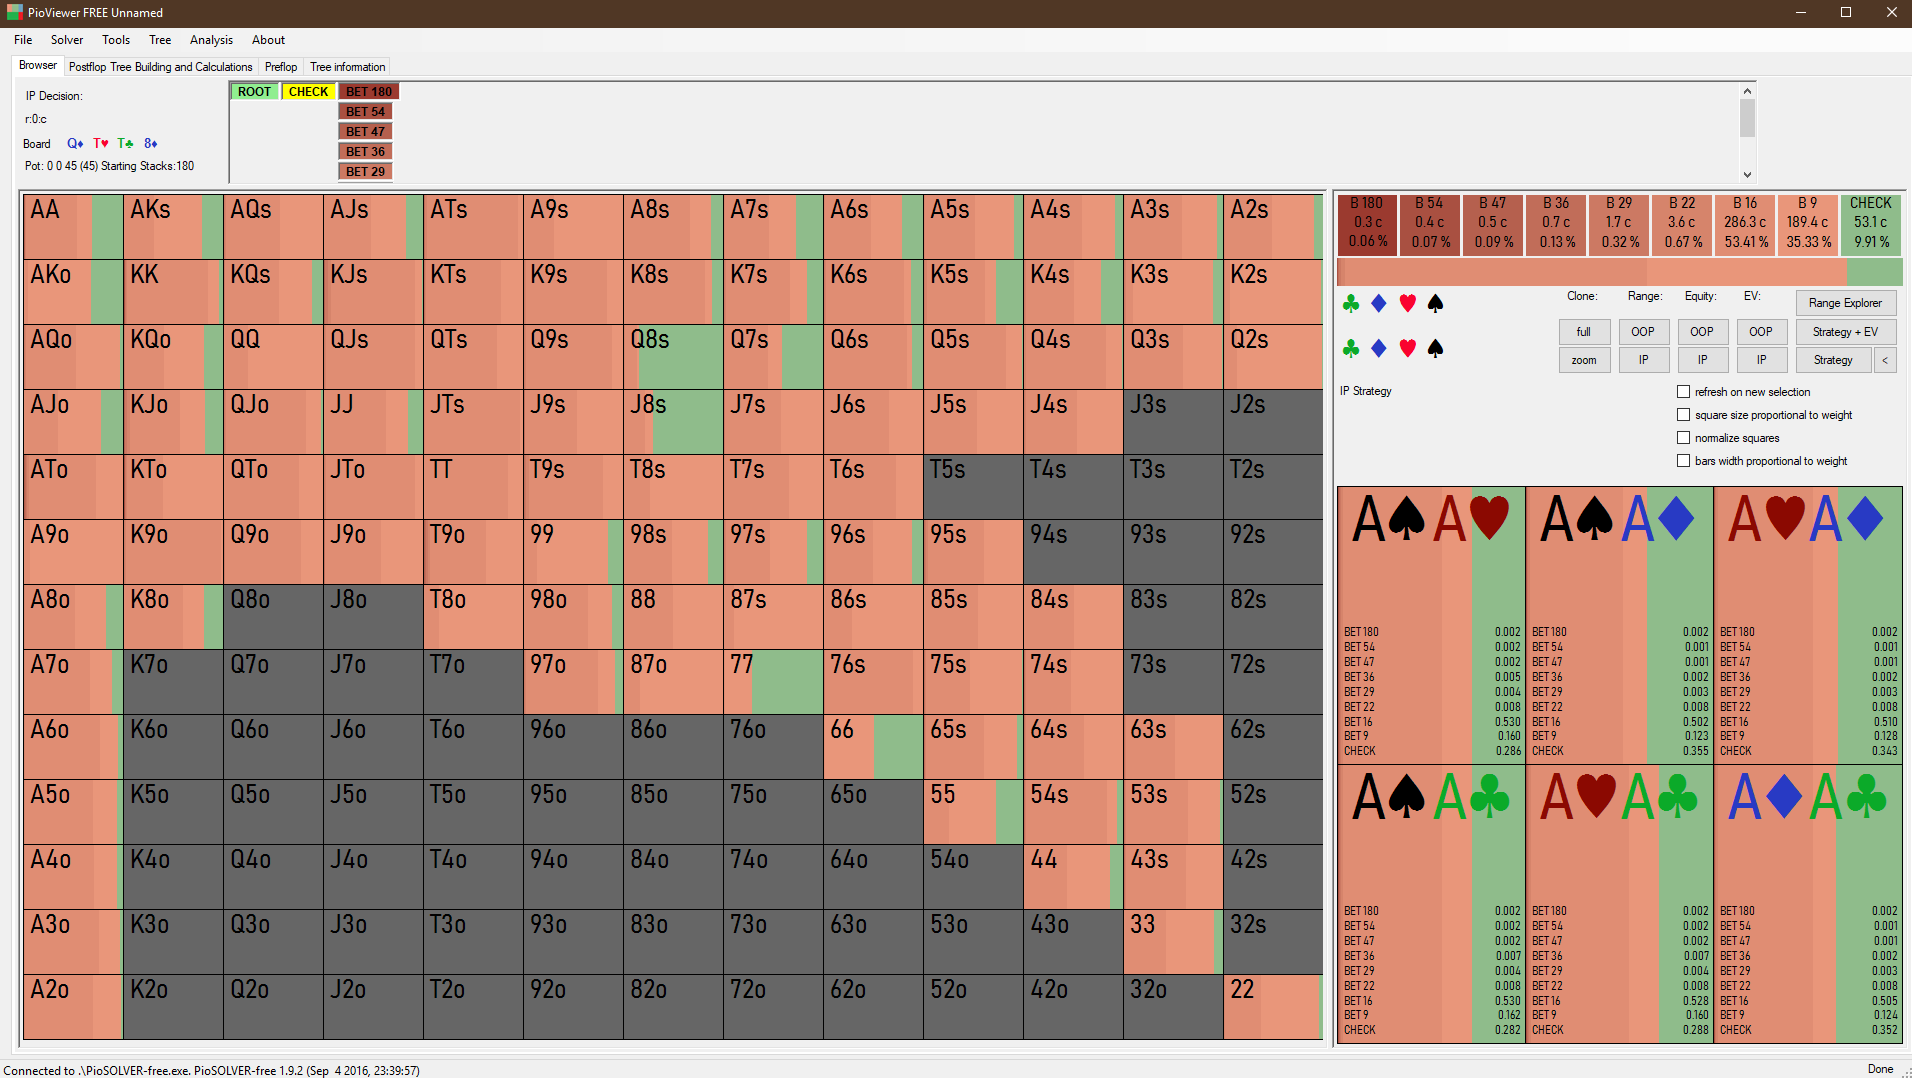 PioViewer FREE Unnamed
File Solver Tools Tree Analysis About
Browser Postflop Tree Building and Calculations Preflop Tree information
IP Decision:
r:0:c
Board Q♦ T♥ T♣ 8♦
Pot: 0 0 45 (45) Starting Stacks:180
ROOT CHECK BET 180
BET 54
BET 47
BET 36
BET 29
AA AKs AQs AJs ATs A9s A8s A7s A6s A5s A4s A3s A2s
AKo KK KQs KJs KTs K9s K8s K7s K6s K5s K4s K3s K2s
AQo KQo QQ QJs QTs Q9s Q8s Q7s Q6s Q5s Q4s Q3s Q2s
AJo KJo QJo JJ JTs J9s J8s J7s J6s J5s J4s J3s J2s
ATo KTo QTo JTo TT T9s T8s T7s T6s T5s T4s T3s T2s
A9o K9o Q9o J9o T9o 99 98s 97s 96s 95s 94s 93s 92s
A8o K8o Q8o J8o T8o 98o 88 87s 86s 85s 84s 83s 82s
A7o K7o Q7o J7o T7o 97o 87o 77 76s 75s 74s 73s 72s
A6o K6o Q6o J6o T6o 96o 86o 76o 66 65s 64s 63s 62s
A5o K5o Q5o J5o T5o 95o 85o 75o 65o 55 54s 53s 52s
A4o K4o Q4o J4o T4o 94o 84o 74o 64o 54o 44 43s 42s
A3o K3o Q3o J3o T3o 93o 83o 73o 63o 53o 43o 33 32s
A2o K2o Q2o J2o T2o 92o 82o 72o 62o 52o 42o 32o 22
B 180 B 54 B 47 B 36 B 29 B 22 B 16 B 9 CHECK
0.3 c 0.4 c 0.5 c 0.7 c 1.7 c 3.6 c 286.3 c 189.4 c 53.1 c
0.06 % 0.07 % 0.09 % 0.13 % 0.32 % 0.67 % 53.41 % 35.33 % 9.91 %
♣ ♦ ♥ ♠
♣ ♦ ♥ ♠
Clone: Range: Equity: EV: Range Explorer
full OOP OOP OOP Strategy + EV
zoom IP IP IP Strategy <
IP Strategy
refresh on new selection
square size proportional to weight
normalize squares
bars width proportional to weight
A♠A♥ A♠A♦ A♥A♦
BET 180 0.002 BET 180 0.002 BET 180 0.002
BET 54 0.002 BET 54 0.001 BET 54 0.001
BET 47 0.002 BET 47 0.001 BET 47 0.001
BET 36 0.005 BET 36 0.002 BET 36 0.002
BET 29 0.004 BET 29 0.003 BET 29 0.003
BET 22 0.008 BET 22 0.008 BET 22 0.008
BET 16 0.530 BET 16 0.502 BET 16 0.510
BET 9 0.160 BET 9 0.123 BET 9 0.128
CHECK 0.286 CHECK 0.355 CHECK 0.343
A♠A♣ A♥A♣ A♦A♣
BET 180 0.002 BET 180 0.002 BET 180 0.002
BET 54 0.002 BET 54 0.002 BET 54 0.001
BET 47 0.002 BET 47 0.002 BET 47 0.001
BET 36 0.007 BET 36 0.007 BET 36 0.002
BET 29 0.004 BET 29 0.004 BET 29 0.003
BET 22 0.008 BET 22 0.008 BET 22 0.008
BET 16 0.530 BET 16 0.528 BET 16 0.505
BET 9 0.162 BET 9 0.160 BET 9 0.124
CHECK 0.282 CHECK 0.288 CHECK 0.352
Connected to .\PioSOLVER-free.exe. PioSOLVER-free 1.9.2 (Sep 4 2016, 23:39:57) Done